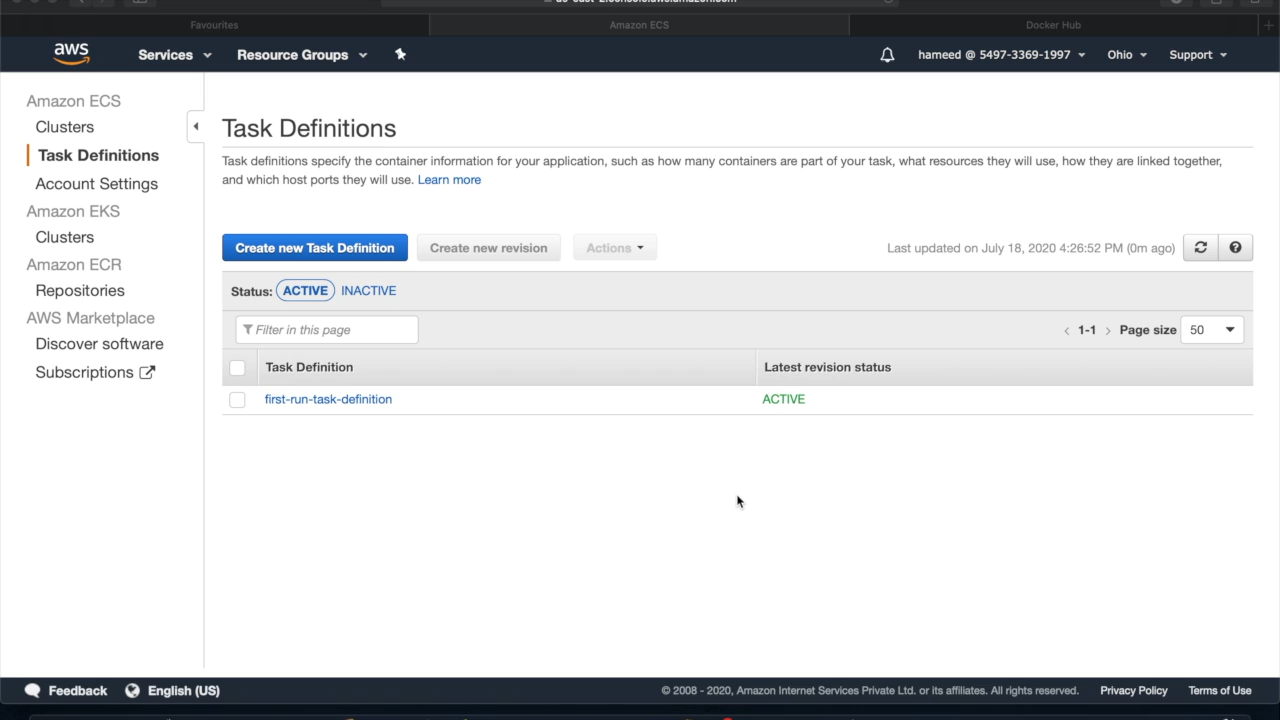 Favourites
Amazon ECS
Docker Hub
aws
Services
Resource Groups
hameed @ 5497-3369-1997
Ohio
Support
Amazon ECS
Clusters
Task Definitions
Account Settings
Amazon EKS
Clusters
Amazon ECR
Repositories
AWS Marketplace
Discover software
Subscriptions
Task Definitions
Task definitions specify the container information for your application, such as how many containers are part of your task, what resources they will use, how they are linked together,
and which host ports they will use. Learn more
Create new Task Definition
Create new revision
Actions
Last updated on July 18, 2020 4:26:52 PM (0m ago)
Status: ACTIVE INACTIVE
Filter in this page
1-1
Page size
50
Task Definition
Latest revision status
first-run-task-definition
ACTIVE
Feedback
English (US)
© 2008 - 2020, Amazon Internet Services Private Ltd. or its affiliates. All rights reserved.
Privacy Policy
Terms of Use